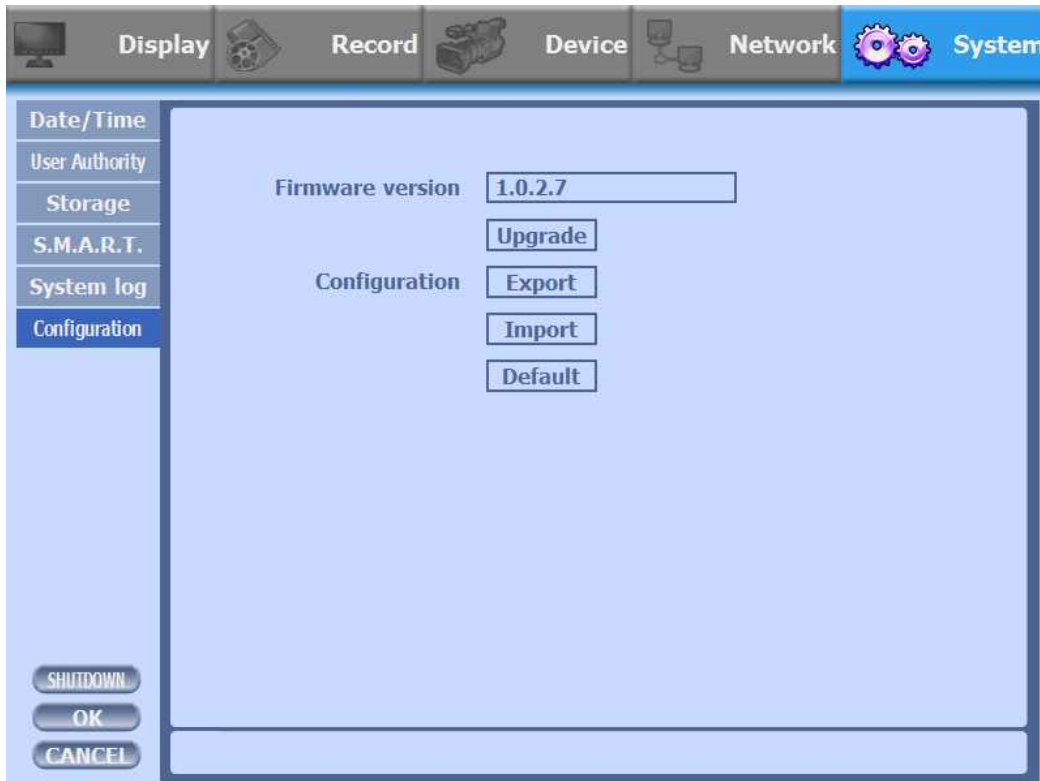 Display Record Device Network System
Date/Time
User Authority
Storage
S.M.A.R.T.
System log
Configuration
Firmware version 1.0.2.7
Upgrade
Configuration Export
Import
Default
SHUTDOWN
OK
CANCEL